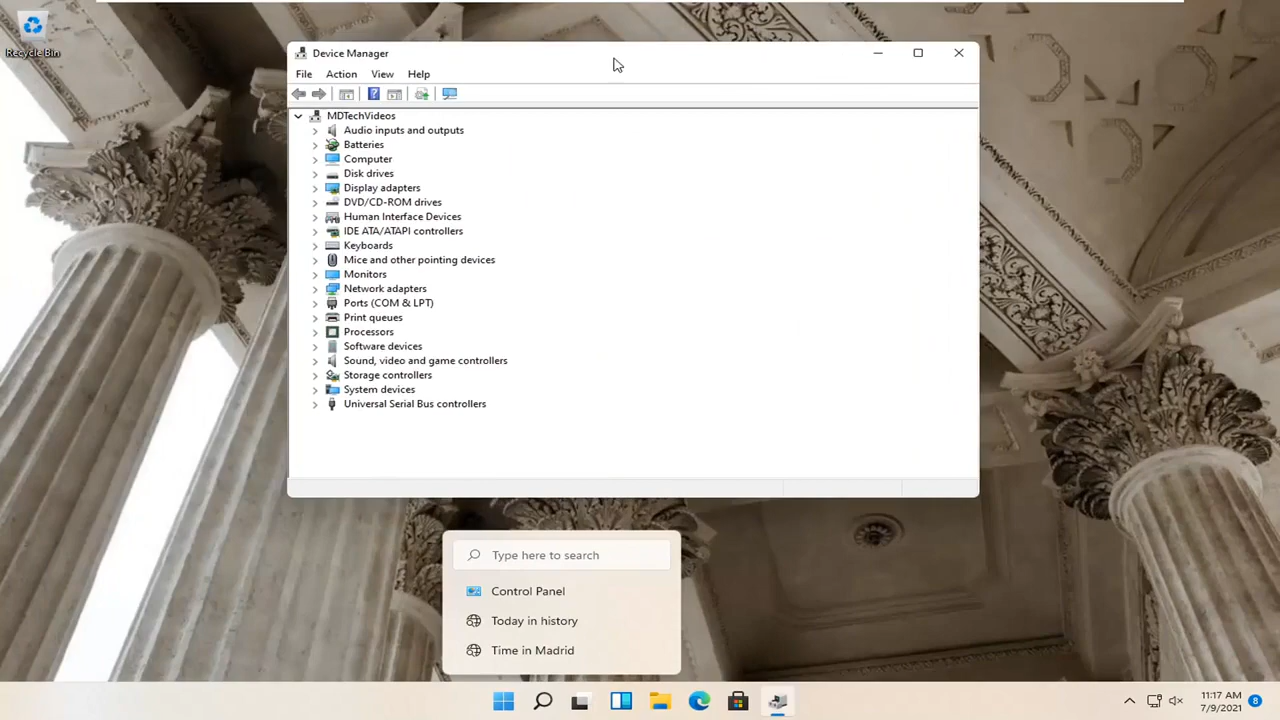 Recycle Bin
Device Manager
File Action View Help
MDTechVideos
Audio inputs and outputs
Batteries
Computer
Disk drives
Display adapters
DVD/CD-ROM drives
Human Interface Devices
IDE ATA/ATAPI controllers
Keyboards
Mice and other pointing devices
Monitors
Network adapters
Ports (COM & LPT)
Print queues
Processors
Software devices
Sound, video and game controllers
Storage controllers
System devices
Universal Serial Bus controllers
Type here to search
Control Panel
Today in history
Time in Madrid
11:17 AM
7/9/2021
8